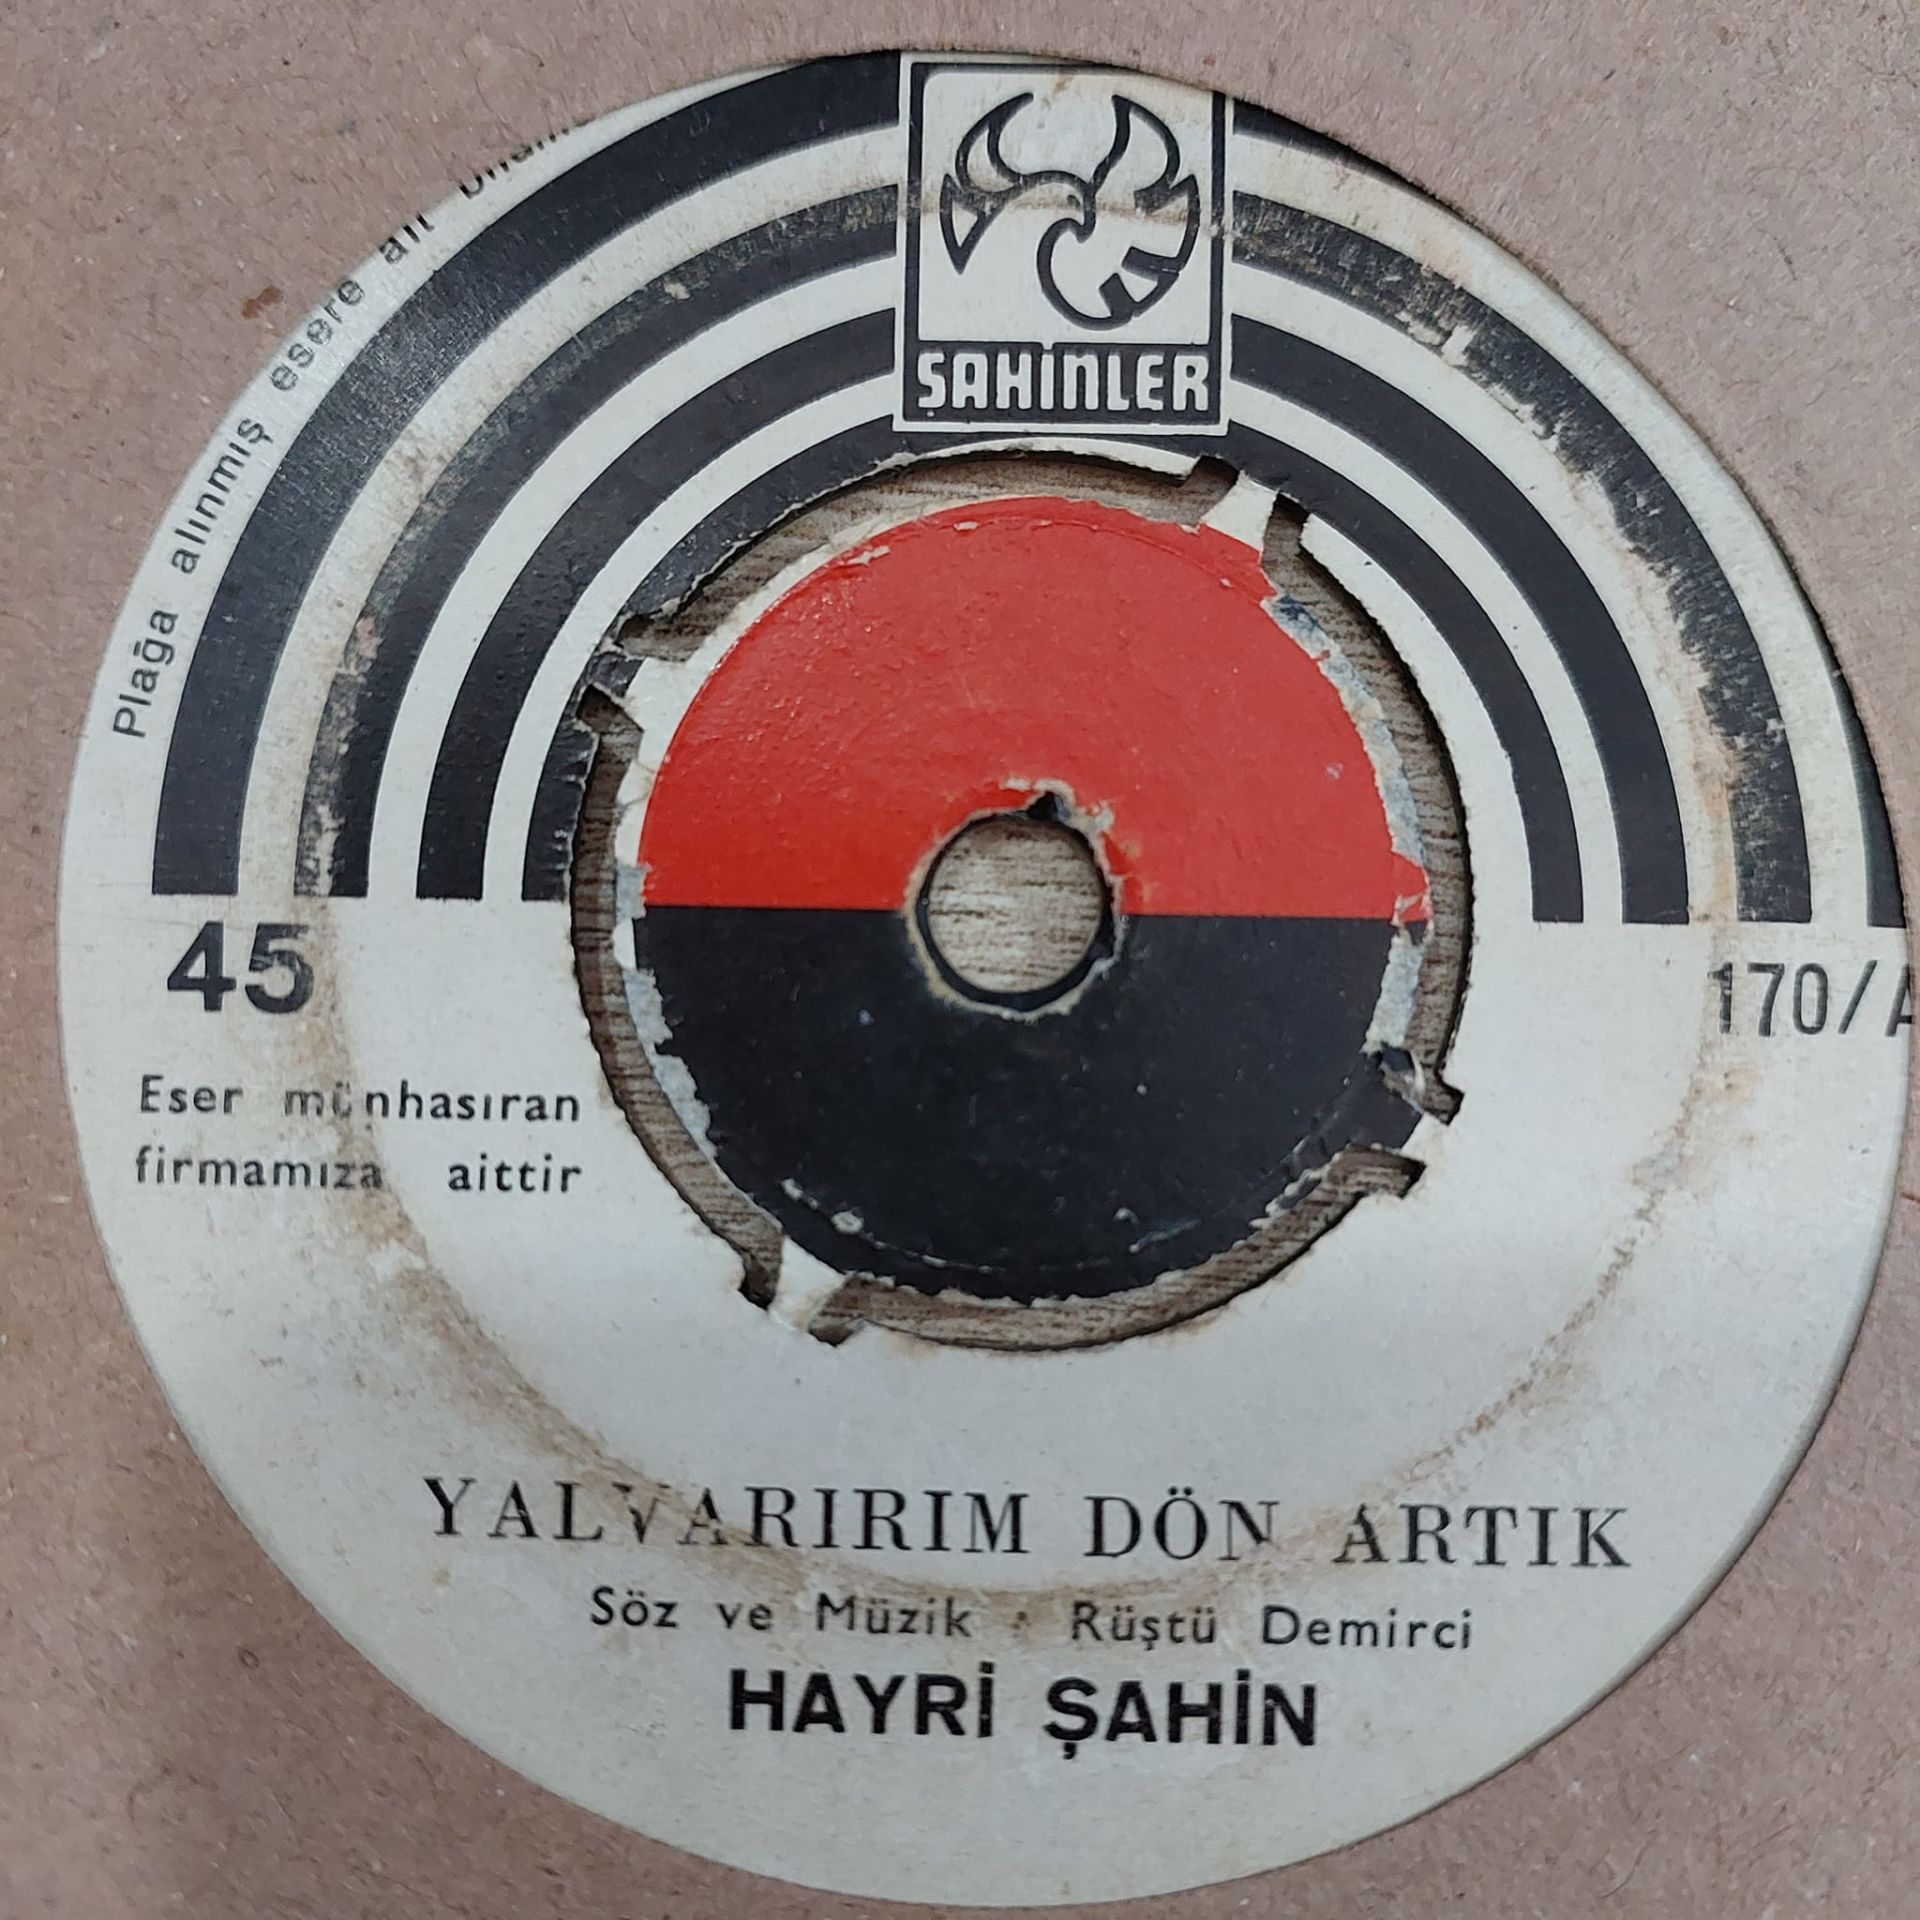 ŞAHİNLER
Plağa alınmış esere ait
45
170/A
Eser münhasıran
firmamıza aittir
YALVARIRIM DÖN ARTIK
Söz ve Müzik : Rüştü Demirci
HAYRİ ŞAHİN